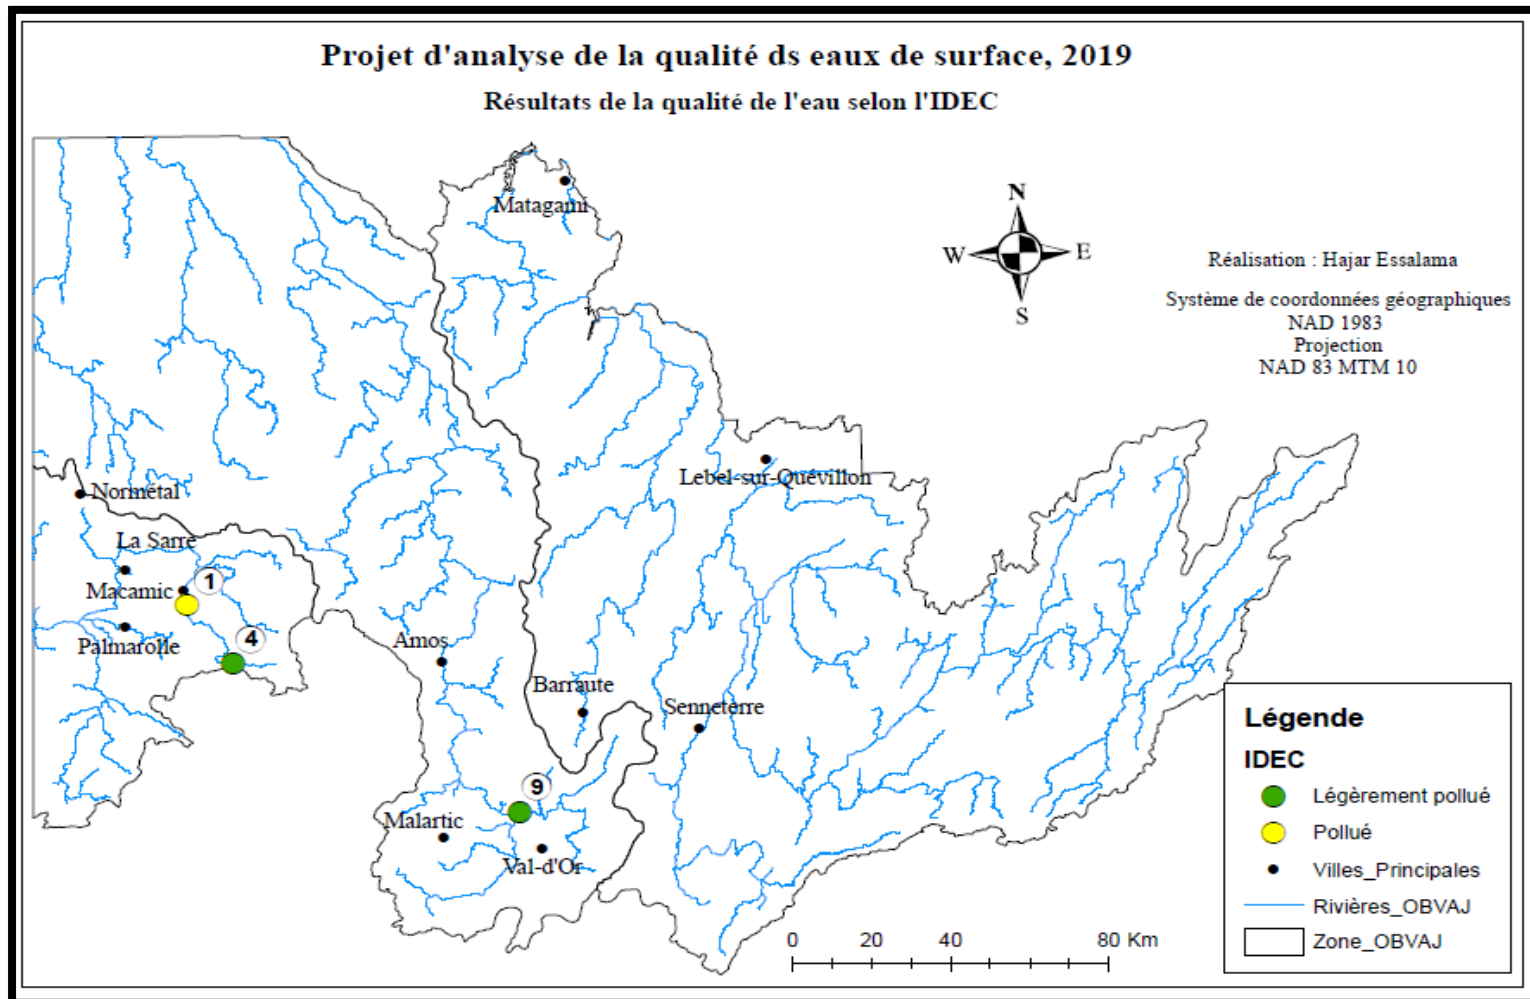 Projet d'analyse de la qualité ds eaux de surface, 2019
Résultats de la qualité de l'eau selon l'IDEC
Matagami
N
W
E
S
Réalisation : Hajar Essalama
Système de coordonnées géographiques
NAD 1983
Projection
NAD 83 MTM 10
Lebel-sur-Quévillon
Normétal
La Sarre
1
Macamic
4
Palmarolle
Amos
Barraute
Senneterre
9
Malartic
Val-d'Or
Légende
IDEC
Légèrement pollué
Pollué
Villes_Principales
Rivières_OBVAJ
Zone_OBVAJ
0 20 40 80 Km